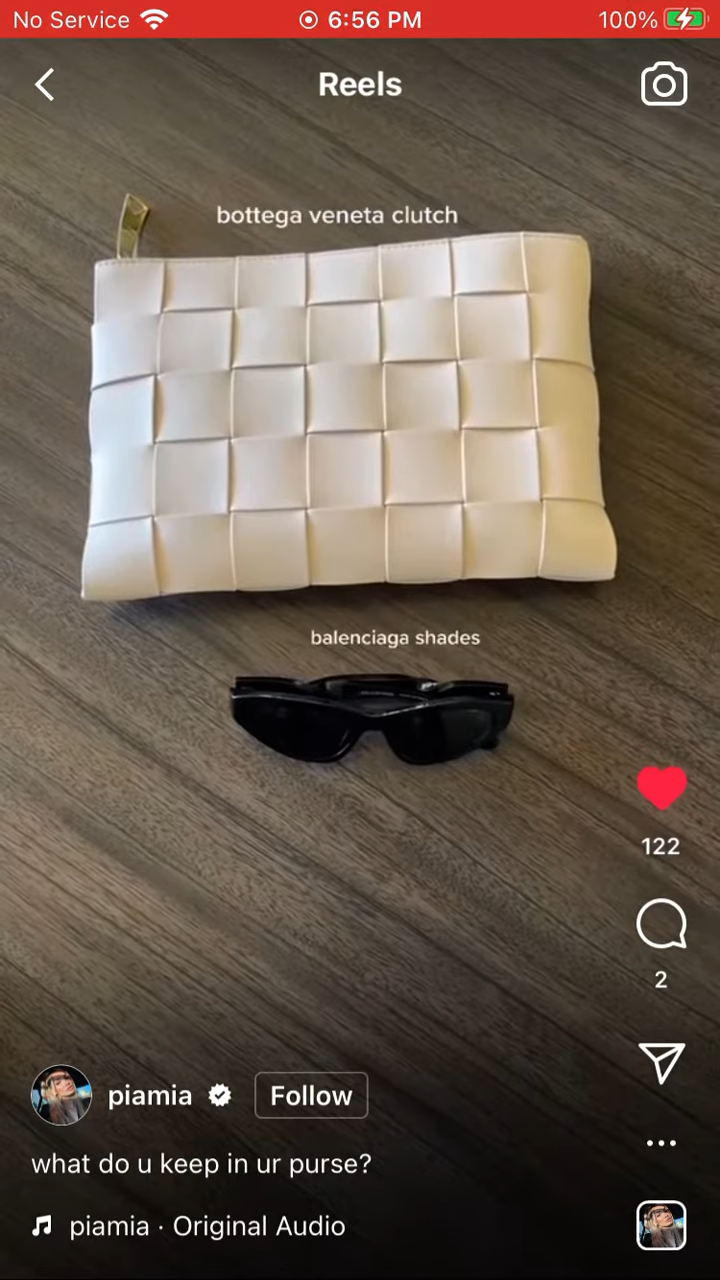 No Service 6:56 PM 100%
Reels
bottega veneta clutch
balenciaga shades
122
2
piamia Follow
what do u keep in ur purse?
piamia · Original Audio